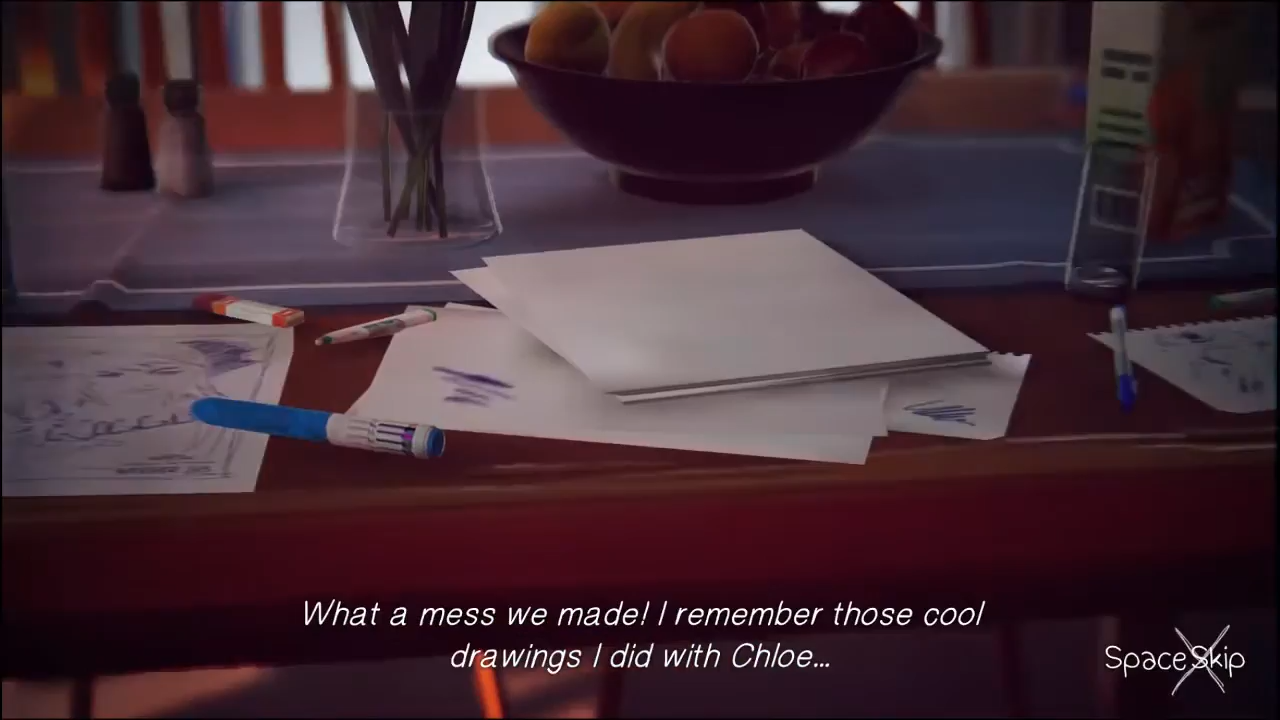 What a mess we made! I remember those cool
drawings I did with Chloe...
Space Skip